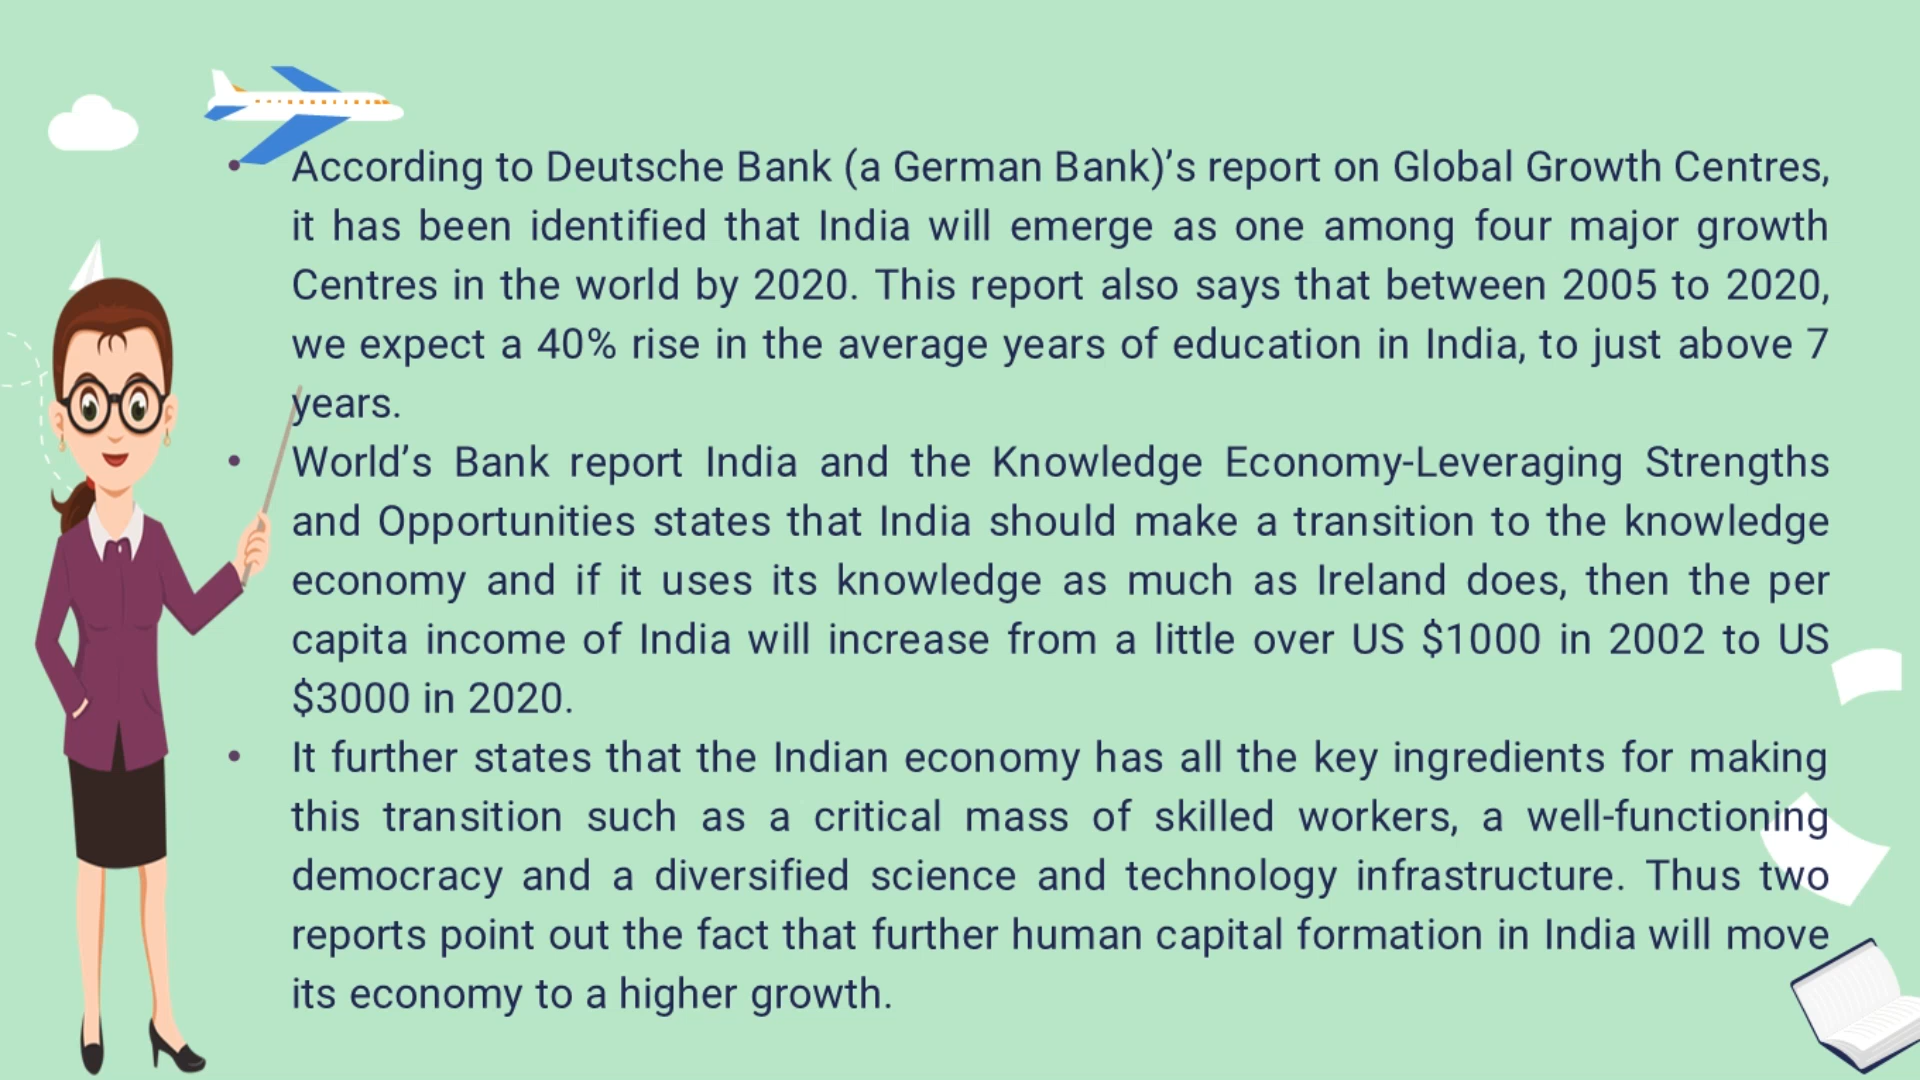 • According to Deutsche Bank (a German Bank)’s report on Global Growth Centres,
it has been identified that India will emerge as one among four major growth
Centres in the world by 2020. This report also says that between 2005 to 2020,
we expect a 40% rise in the average years of education in India, to just above 7
years.
• World’s Bank report India and the Knowledge Economy-Leveraging Strengths
and Opportunities states that India should make a transition to the knowledge
economy and if it uses its knowledge as much as Ireland does, then the per
capita income of India will increase from a little over US $1000 in 2002 to US
$3000 in 2020.
• It further states that the Indian economy has all the key ingredients for making
this transition such as a critical mass of skilled workers, a well-functioning
democracy and a diversified science and technology infrastructure. Thus two
reports point out the fact that further human capital formation in India will move
its economy to a higher growth.